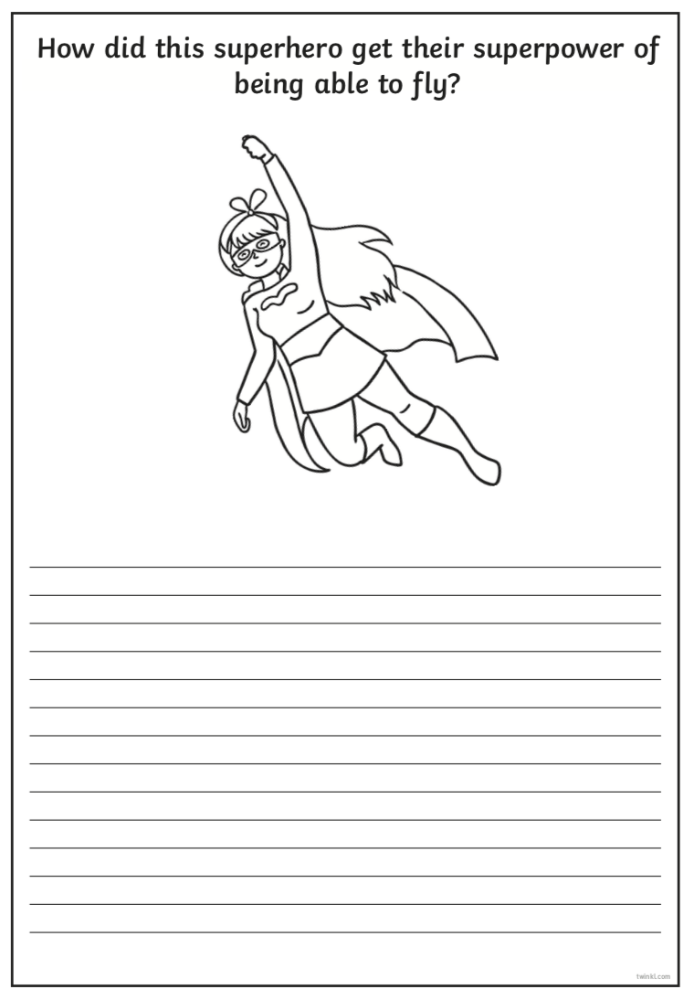 How did this superhero get their superpower of
being able to fly?
twinkl.com